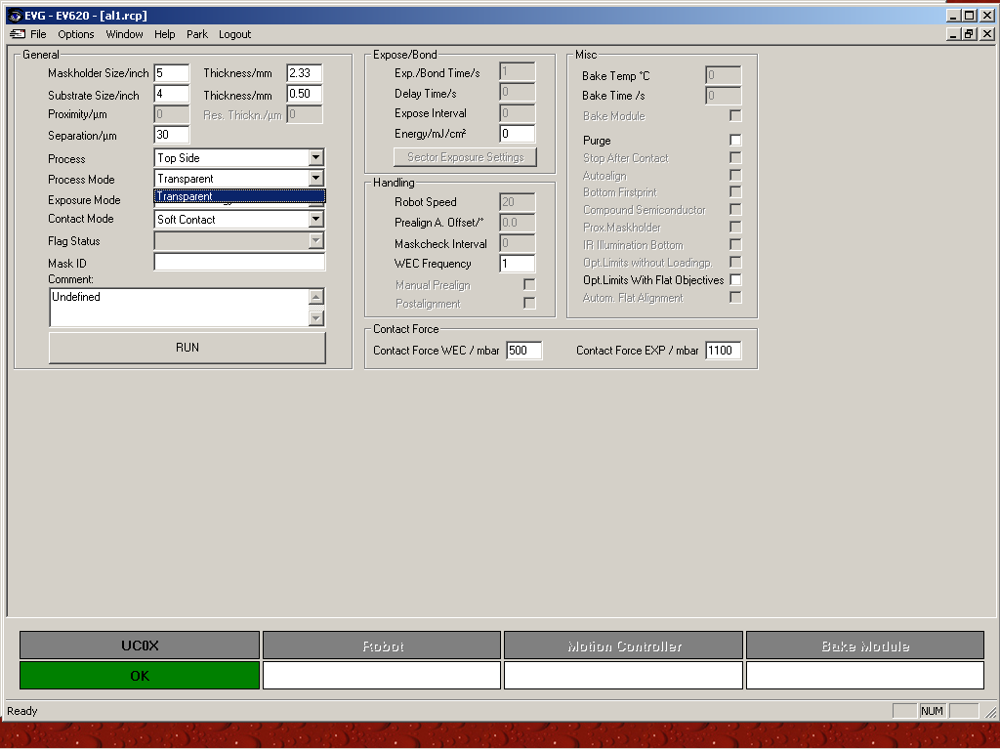 EVG - EV620 - [al1.rcp]
File Options Window Help Park Logout
General
Maskholder Size/inch 5 Thickness/mm 2.33
Substrate Size/inch 4 Thickness/mm 0.50
Proximity/µm 0 Res. Thickn./µm 0
Separation/µm 30
Process Top Side
Process Mode Transparent
Transparent
Exposure Mode
Contact Mode Soft Contact
Flag Status
Mask ID
Comment:
Undefined
RUN
Expose/Bond
Exp./Bond Time/s 1
Delay Time/s 0
Expose Interval 0
Energy/mJ/cm² 0
Sector Exposure Settings
Handling
Robot Speed 20
Prealign A. Offset/° 0.0
Maskcheck Interval 0
WEC Frequency 1
Manual Prealign
Postalignment
Misc
Bake Temp °C 0
Bake Time /s 0
Bake Module
Purge
Stop After Contact
Autoalign
Bottom Firstprint
Compound Semiconductor
Prox.Maskholder
IR Illumination Bottom
Opt.Limits without Loadingp.
Opt.Limits With Flat Objectives
Autom. Flat Alignment
Contact Force
Contact Force WEC / mbar 500 Contact Force EXP / mbar 1100
UC0X Robot Motion Controller Bake Module
OK
Ready NUM